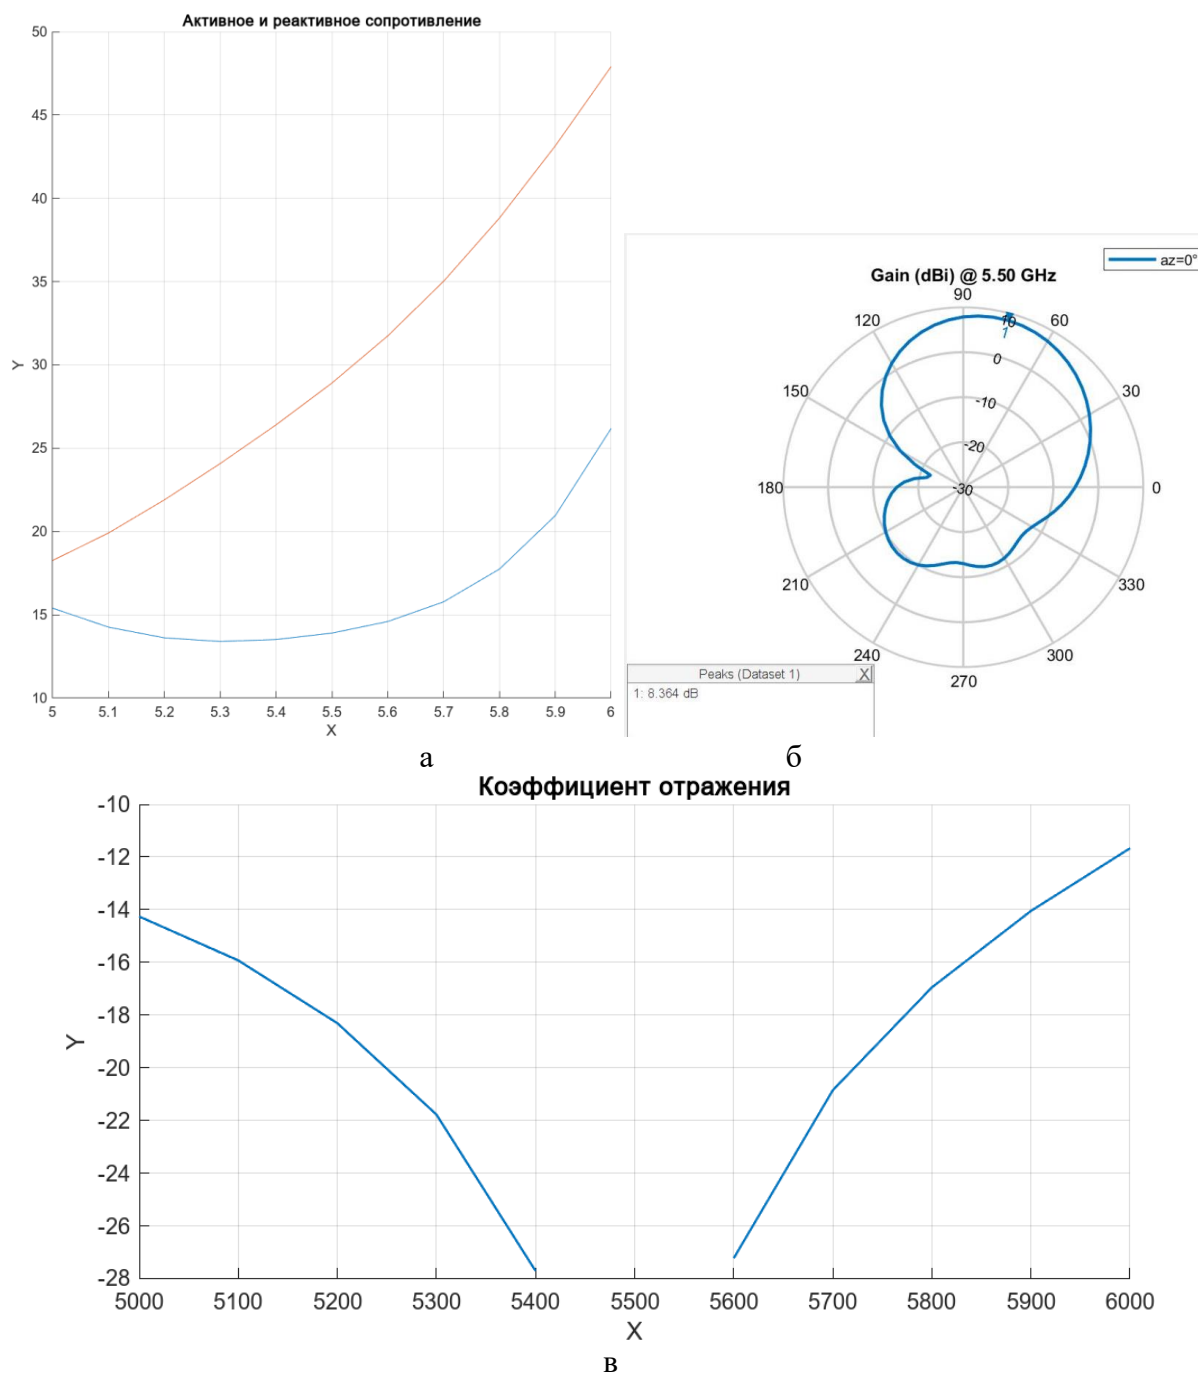 Активное и реактивное сопротивление
50
45
40
35
30
25
20
15
10
Y
5 5.1 5.2 5.3 5.4 5.5 5.6 5.7 5.8 5.9 6
X
а
az=0°
Gain (dBi) @ 5.50 GHz
90
120 60
150 30
180 0
210 330
240 300
270
10
1
0
-10
-20
-30
Peaks (Dataset 1) X
1: 8.364 dB
б
Коэффициент отражения
-10
-12
-14
-16
-18
-20
-22
-24
-26
-28
Y
5000 5100 5200 5300 5400 5500 5600 5700 5800 5900 6000
X
в